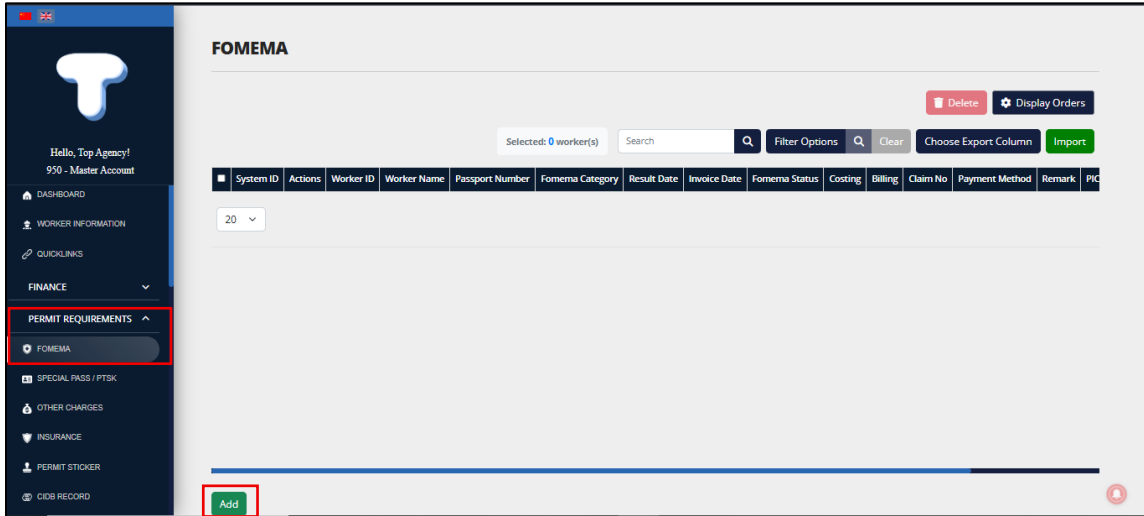 FOMEMA
Delete
Display Orders
Hello, Top Agency!
950 - Master Account
Selected: 0 worker(s)
Search
Filter Options
Clear
Choose Export Column
Import
System ID Actions Worker ID Worker Name Passport Number Fomema Category Result Date Invoice Date Fomema Status Costing Billing Claim No Payment Method Remark PIC
20
DASHBOARD
WORKER INFORMATION
QUICKLINKS
FINANCE
PERMIT REQUIREMENTS
FOMEMA
SPECIAL PASS / PTSK
OTHER CHARGES
INSURANCE
PERMIT STICKER
CIDB RECORD
Add